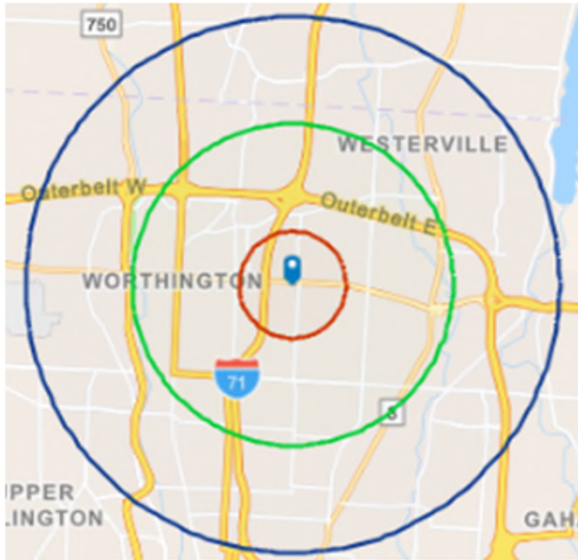 750
WESTERVILLE
Outerbelt W
Outerbelt E
WORTHINGTON
71
3
UPPER
LINGTON
GAH